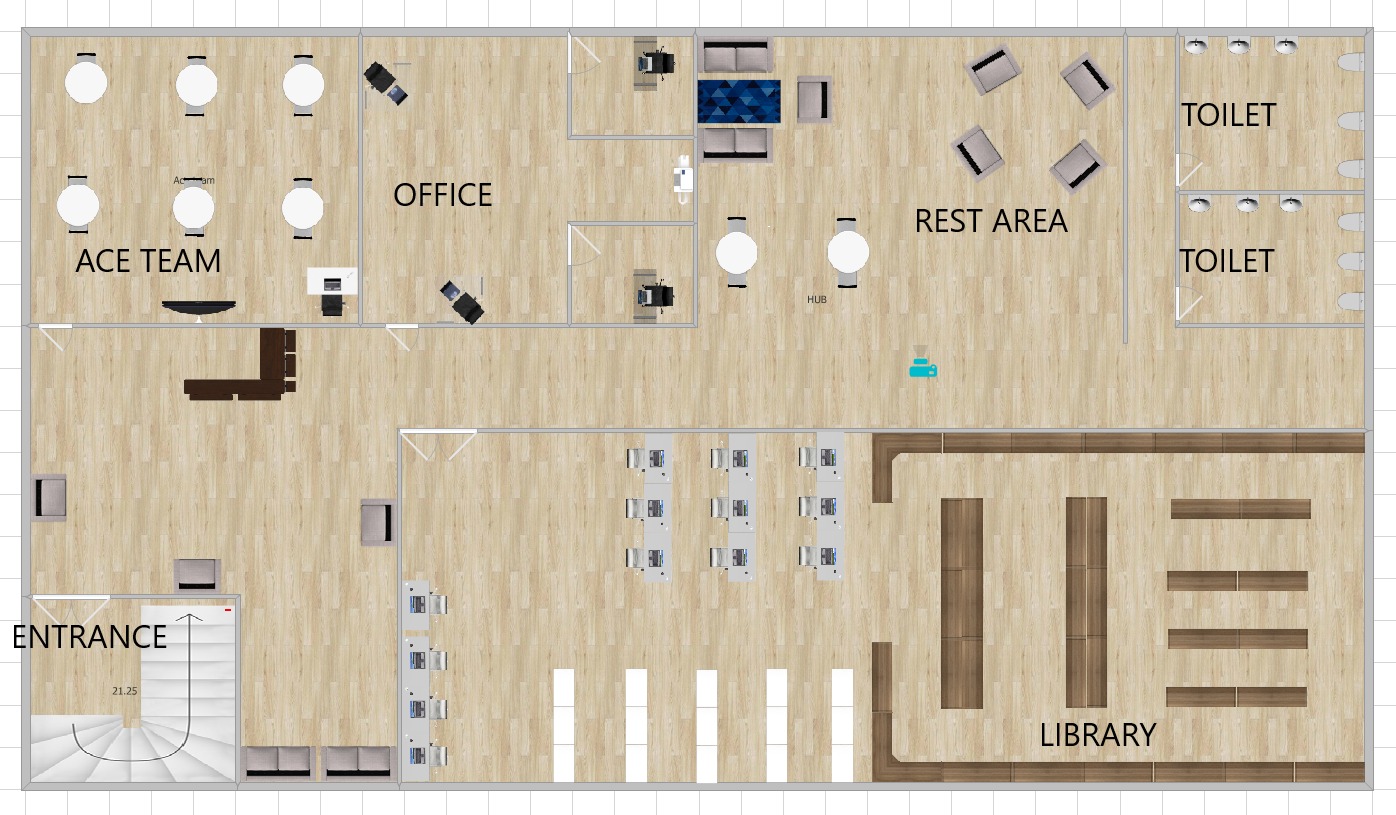 TOILET
OFFICE
REST AREA
ACE TEAM
TOILET
HUB
ENTRANCE
21.25
LIBRARY